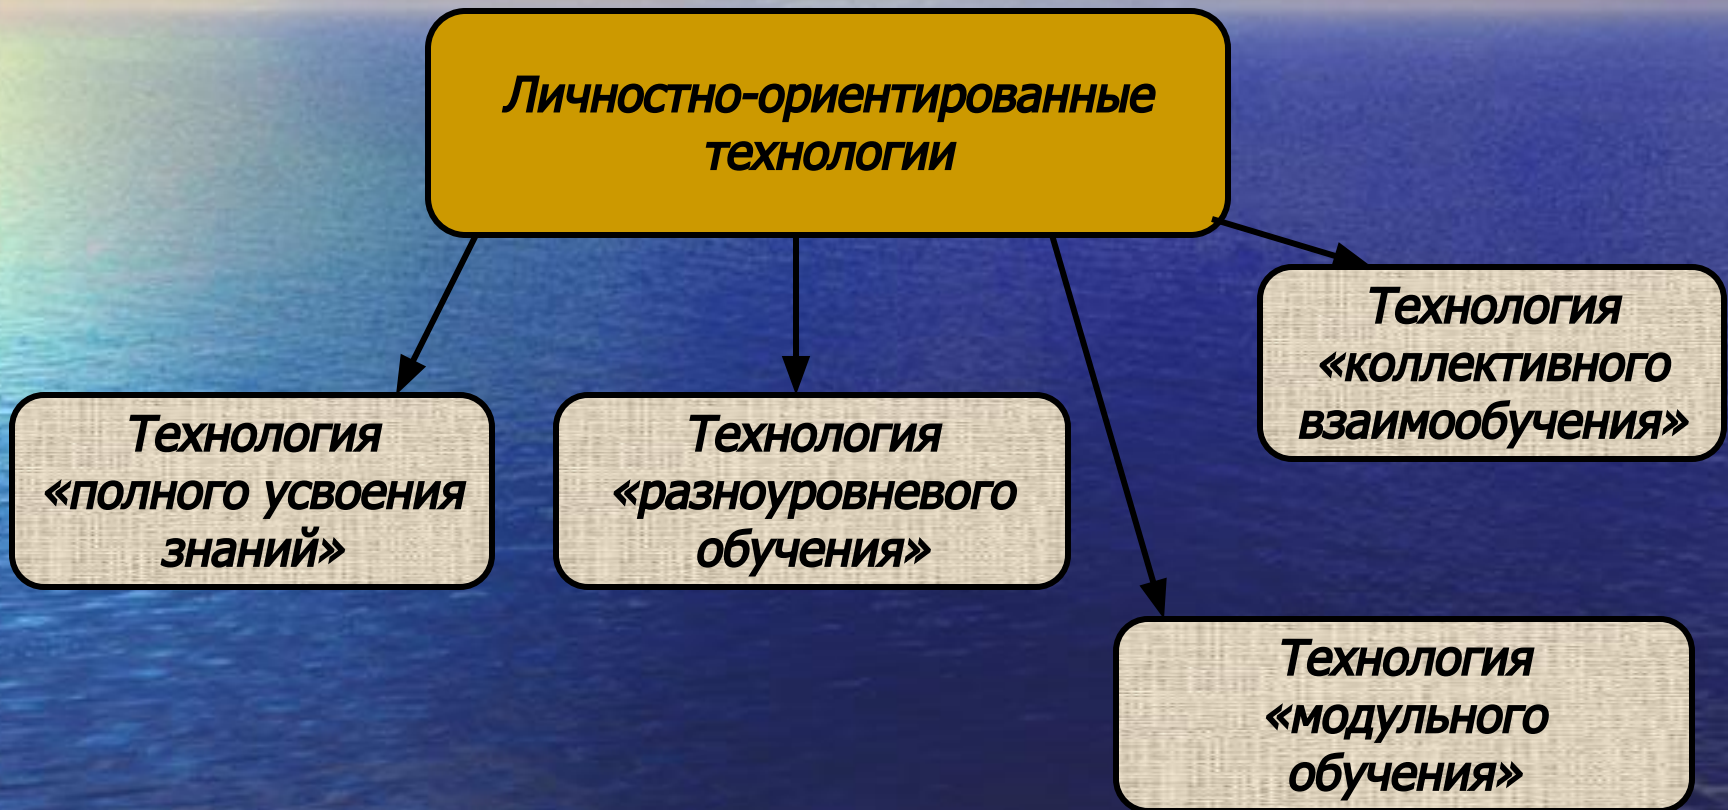 Личностно-ориентированные
технологии
Технология
«коллективного
взаимообучения»
Технология
«полного усвоения
знаний»
Технология
«разноуровневого
обучения»
Технология
«модульного
обучения»